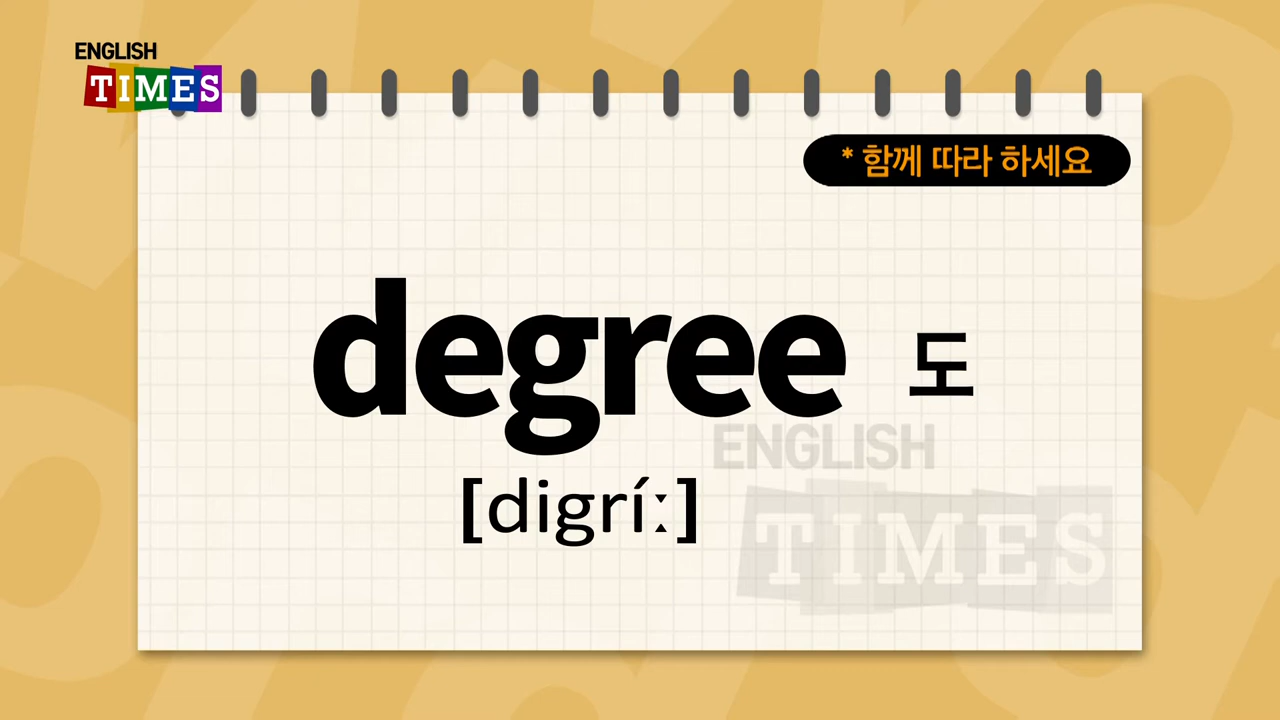 ENGLISH
TIMES
* 함께 따라 하세요
degree 도
[digríː]
ENGLISH
TIMES